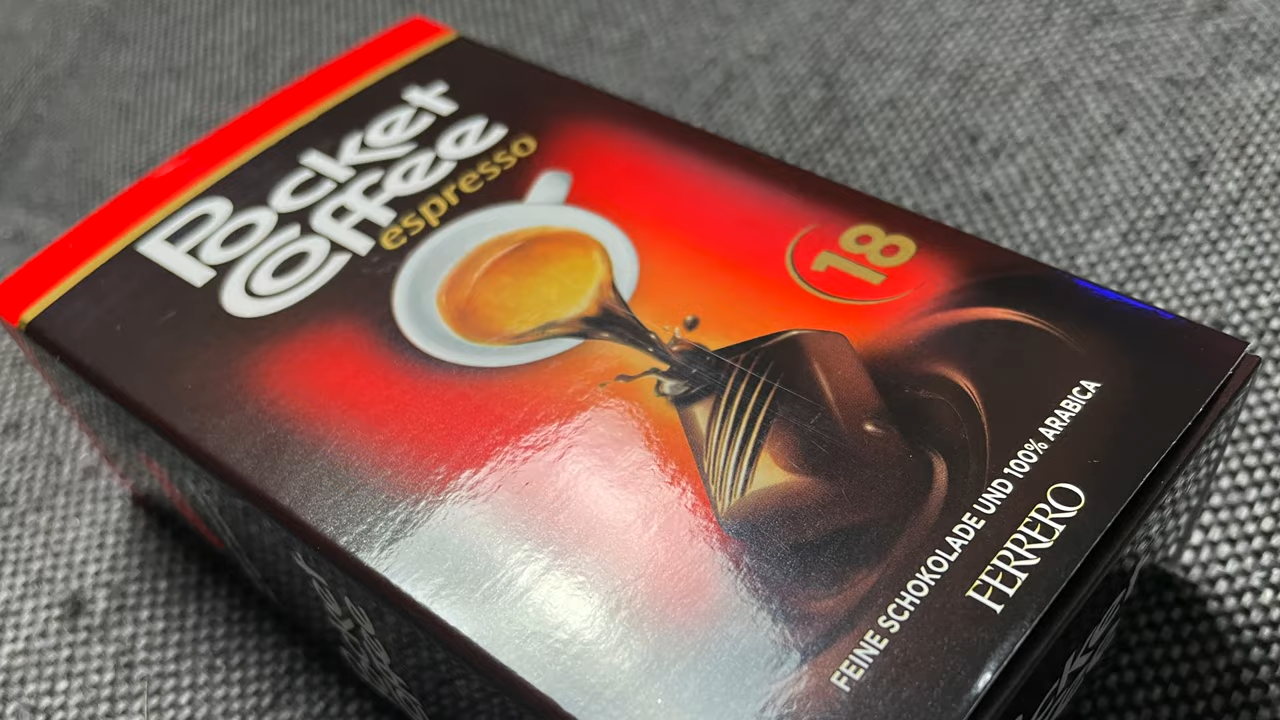 Pocket
Coffee
espresso
18
FEINE SCHOKOLADE UND 100% ARABICA
FERRERO